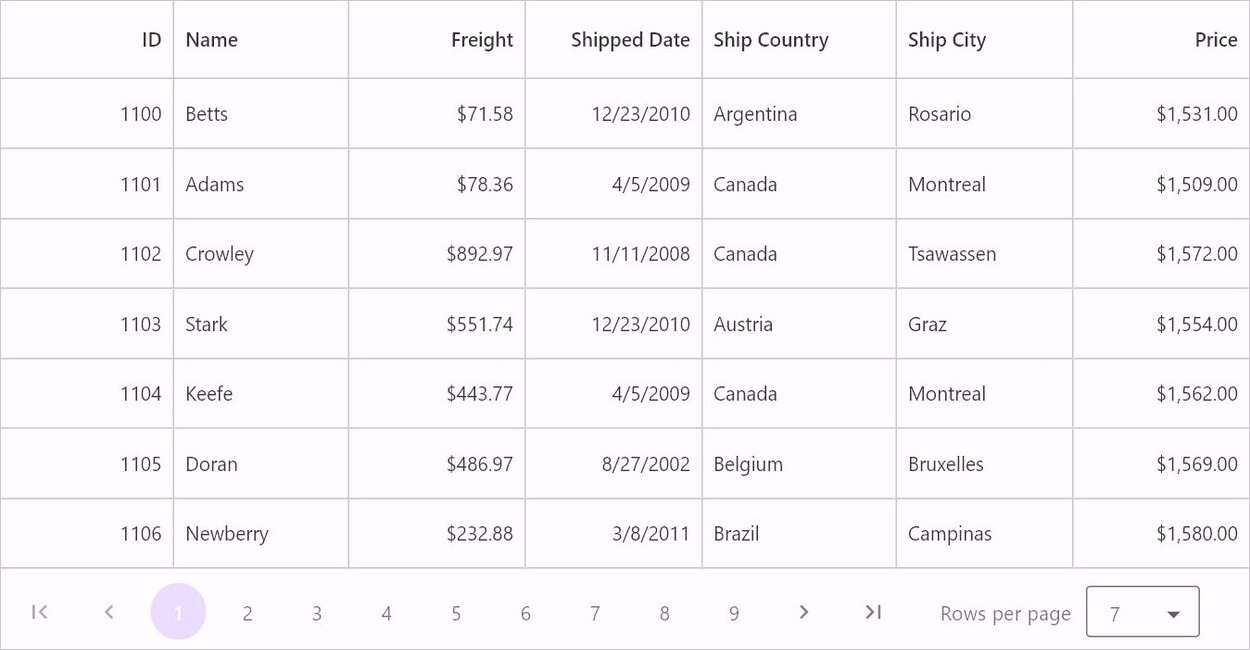 ID Name Freight Shipped Date Ship Country Ship City Price
1100 Betts $71.58 12/23/2010 Argentina Rosario $1,531.00
1101 Adams $78.36 4/5/2009 Canada Montreal $1,509.00
1102 Crowley $892.97 11/11/2008 Canada Tsawassen $1,572.00
1103 Stark $551.74 12/23/2010 Austria Graz $1,554.00
1104 Keefe $443.77 4/5/2009 Canada Montreal $1,562.00
1105 Doran $486.97 8/27/2002 Belgium Bruxelles $1,569.00
1106 Newberry $232.88 3/8/2011 Brazil Campinas $1,580.00
1 2 3 4 5 6 7 8 9 Rows per page 7